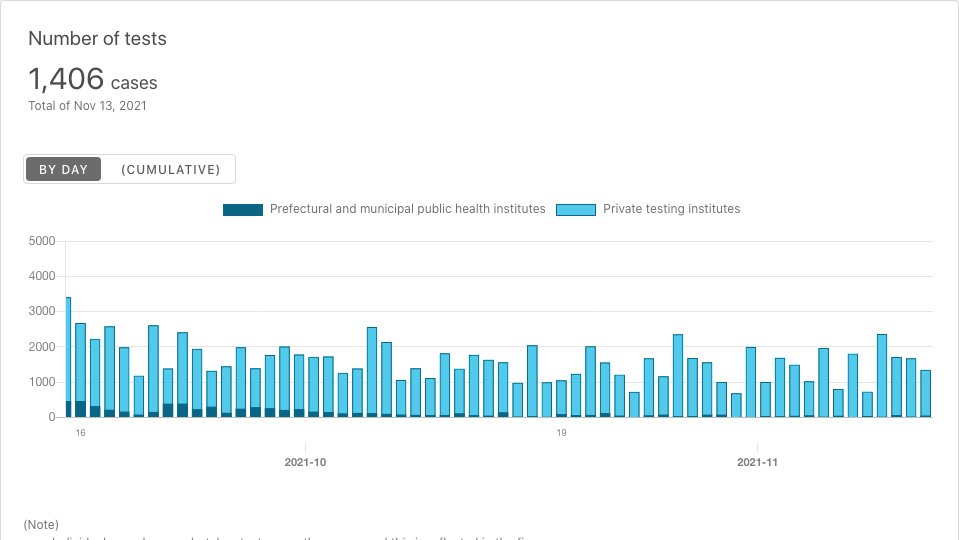 Number of tests
1,406 cases
Total of Nov 13, 2021
BY DAY (CUMULATIVE)
Prefectural and municipal public health institutes Private testing institutes
5000
4000
3000
2000
1000
0
16 19
2021-10 2021-11
(Note)